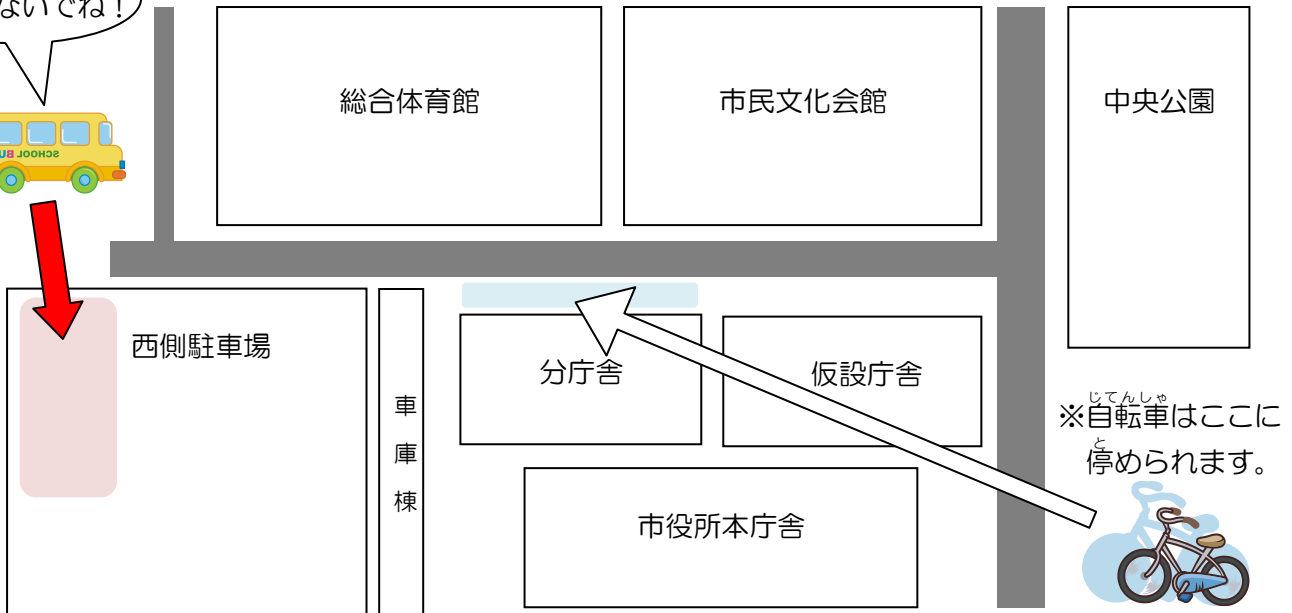 ないでね！
総合体育館
市民文化会館
中央公園
SCHOOL BU
西側駐車場
分庁舎
仮設庁舎
車庫棟
じてんしゃ
※自転車はここに
と
停められます。
市役所本庁舎